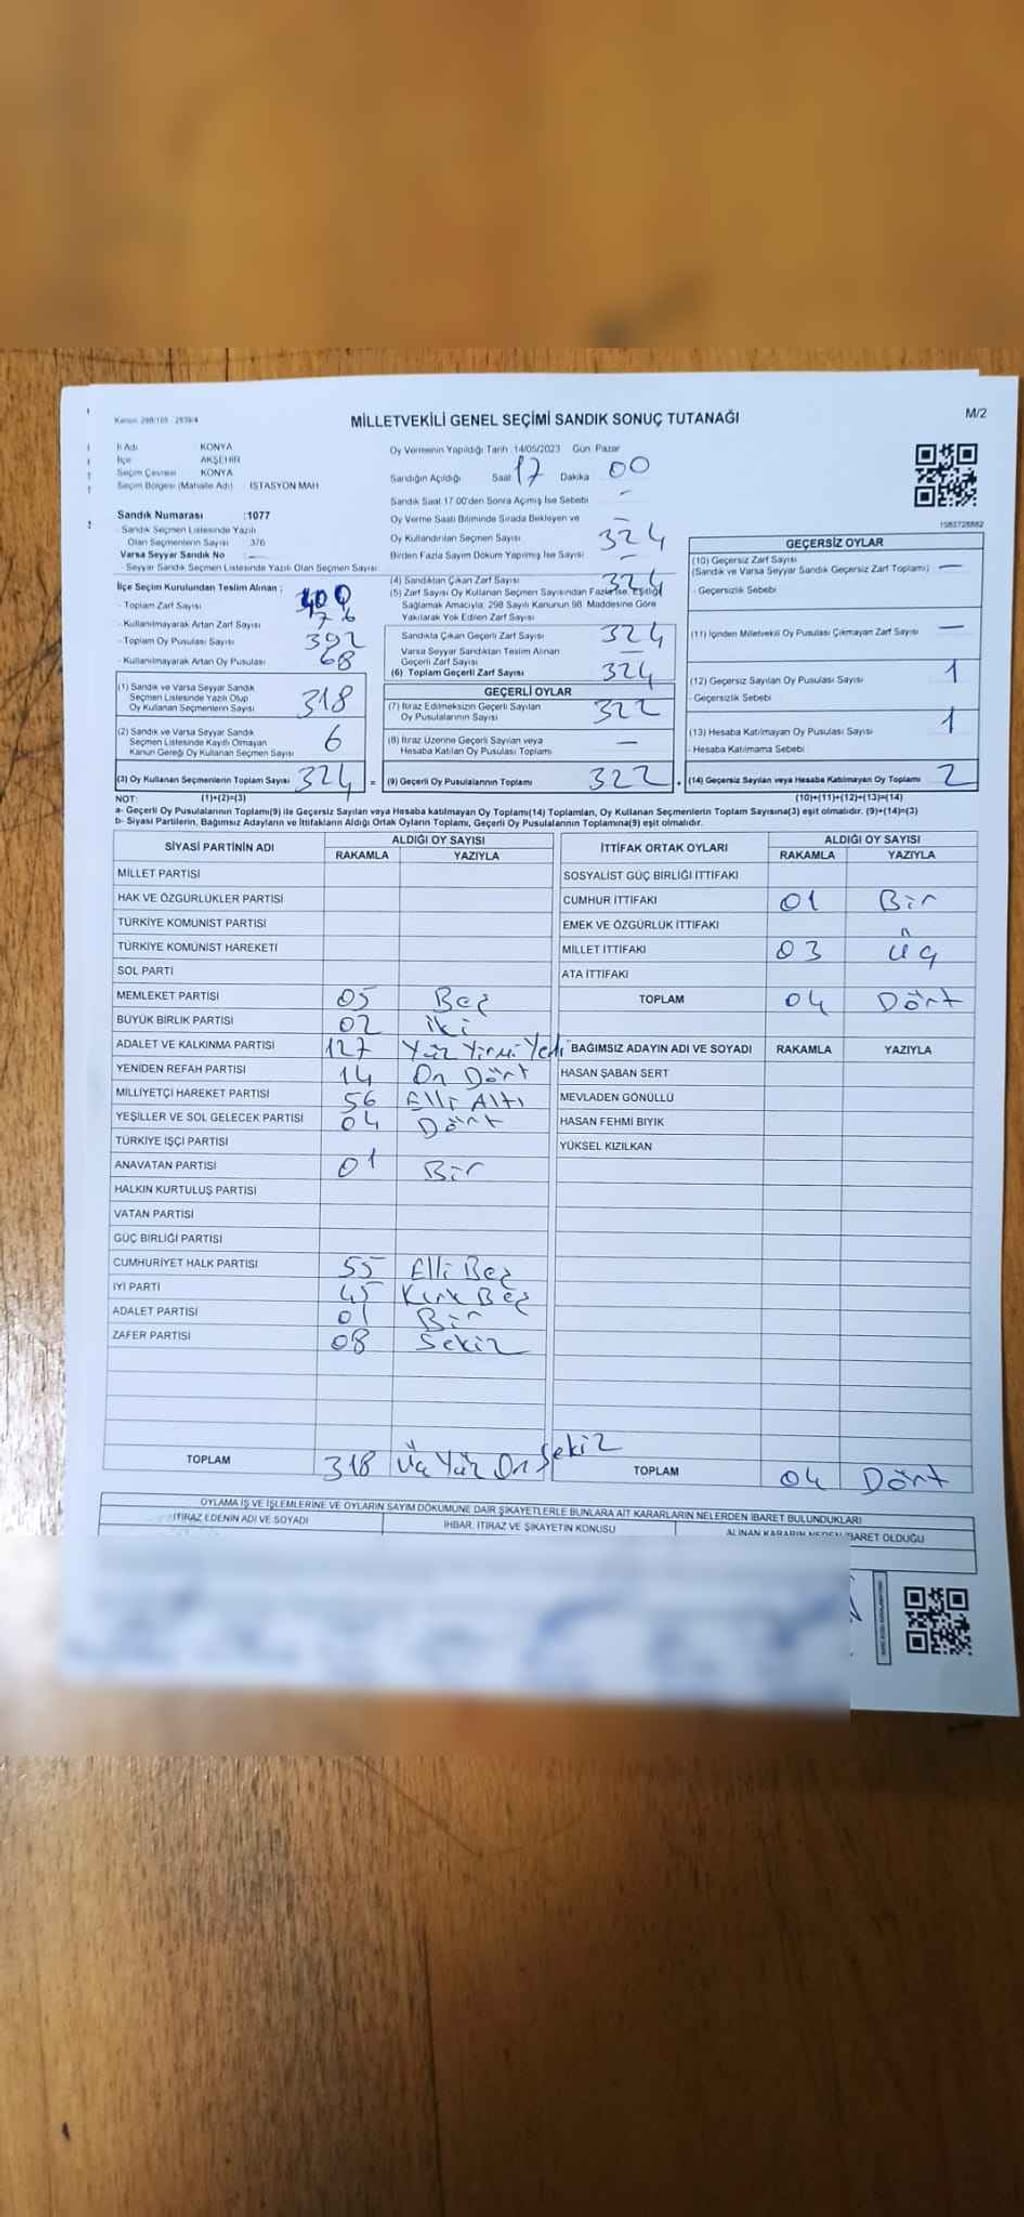 Kanun 298/105 - 2839/4
MİLLETVEKİLİ GENEL SEÇİMİ SANDIK SONUÇ TUTANAĞI
M/2
İl Adı KONYA
İlçe AKŞEHİR
Seçim Çevresi KONYA
Seçim Bölgesi (Mahalle Adı) : İSTASYON MAH.
Sandık Numarası :1077
- Sandık Seçmen Listesinde Yazılı
Olan Seçmenlerin Sayısı : 376
Varsa Seyyar Sandık No : —
- Seyyar Sandık Seçmen Listesinde Yazılı Olan Seçmen Sayısı:
Oy Vermenin Yapıldığı Tarih :14/05/2023 Gün: Pazar
Sandığın Açıldığı Saat 17 Dakika 00
Sandık Saat 17.00'den Sonra Açılmış İse Sebebi —
Oy Verme Saati Bitiminde Sırada Bekleyen ve
Oy Kullandırılan Seçmen Sayısı —
Birden Fazla Sayım Döküm Yapılmış İse Sayısı —
324
İlçe Seçim Kurulundan Teslim Alınan :
- Toplam Zarf Sayısı 400
- Kullanılmayarak Artan Zarf Sayısı 76
- Toplam Oy Pusulası Sayısı 392
- Kullanılmayarak Artan Oy Pusulası 68
(1) Sandık ve Varsa Seyyar Sandık
Seçmen Listesinde Yazılı Olup
Oy Kullanan Seçmenlerin Sayısı 318
(2) Sandık ve Varsa Seyyar Sandık
Seçmen Listesinde Kaydı Olmayan
Kanun Gereği Oy Kullanan Seçmen Sayısı 6
(3) Oy Kullanan Seçmenlerin Toplam Sayısı 324
(1)+(2)=(3)
(4) Sandıktan Çıkan Zarf Sayısı 324
(5) Zarf Sayısı Oy Kullanan Seçmen Sayısından Fazla İse, Eşitliği
Sağlamak Amacıyla; 298 Sayılı Kanunun 98. Maddesine Göre
Yakılarak Yok Edilen Zarf Sayısı
Sandıkta Çıkan Geçerli Zarf Sayısı 324
Varsa Seyyar Sandıktan Teslim Alınan
Geçerli Zarf Sayısı —
(6) Toplam Geçerli Zarf Sayısı 324
GEÇERLİ OYLAR
(7) İtiraz Edilmeksizin Geçerli Sayılan
Oy Pusulalarının Sayısı 322
(8) İtiraz Üzerine Geçerli Sayılan veya
Hesaba Katılan Oy Pusulası Toplamı —
= (9) Geçerli Oy Pusulalarının Toplamı 322
1083728882
GEÇERSİZ OYLAR
(10) Geçersiz Zarf Sayısı
(Sandık ve Varsa Seyyar Sandık Geçersiz Zarf Toplamı) —
- Geçersizlik Sebebi
(11) İçinden Milletvekili Oy Pusulası Çıkmayan Zarf Sayısı —
(12) Geçersiz Sayılan Oy Pusulası Sayısı 1
- Geçersizlik Sebebi
(13) Hesaba Katılmayan Oy Pusulası Sayısı 1
- Hesaba Katılmama Sebebi
+ (14) Geçersiz Sayılan veya Hesaba Katılmayan Oy Toplamı 2
(10)+(11)+(12)+(13)=(14)
NOT:
a- Geçerli Oy Pusulalarının Toplamı(9) ile Geçersiz Sayılan veya Hesaba katılmayan Oy Toplamı(14) Toplamları, Oy Kullanan Seçmenlerin Toplam Sayısına(3) eşit olmalıdır. (9)+(14)=(3)
b- Siyasi Partilerin, Bağımsız Adayların ve İttifakların Aldığı Ortak Oyların Toplamı, Geçerli Oy Pusulalarının Toplamına(9) eşit olmalıdır.
SİYASİ PARTİNİN ADI
ALDIĞI OY SAYISI
RAKAMLA YAZIYLA
MİLLET PARTİSİ
HAK VE ÖZGÜRLÜKLER PARTİSİ
TÜRKİYE KOMÜNİST PARTİSİ
TÜRKİYE KOMÜNİST HAREKETİ
SOL PARTİ
MEMLEKET PARTİSİ 05 Beş
BÜYÜK BİRLİK PARTİSİ 02 iki
ADALET VE KALKINMA PARTİSİ 127 Yüz Yirmi Yedi
YENİDEN REFAH PARTİSİ 14 On Dört
MİLLİYETÇİ HAREKET PARTİSİ 56 Elli Altı
YEŞİLLER VE SOL GELECEK PARTİSİ 04 Dört
TÜRKİYE İŞÇİ PARTİSİ
ANAVATAN PARTİSİ 01 Bir
HALKIN KURTULUŞ PARTİSİ
VATAN PARTİSİ
GÜÇ BİRLİĞİ PARTİSİ
CUMHURİYET HALK PARTİSİ 55 Elli Beş
İYİ PARTİ 45 Kırk Beş
ADALET PARTİSİ 01 Bir
ZAFER PARTİSİ 08 Sekiz
TOPLAM 318 Üç Yüz On Sekiz
İTTİFAK ORTAK OYLARI
ALDIĞI OY SAYISI
RAKAMLA YAZIYLA
SOSYALİST GÜÇ BİRLİĞİ İTTİFAKI
CUMHUR İTTİFAKI 01 Bir
EMEK VE ÖZGÜRLÜK İTTİFAKI
MİLLET İTTİFAKI 03 üç
ATA İTTİFAKI
TOPLAM 04 Dört
BAĞIMSIZ ADAYIN ADI VE SOYADI RAKAMLA YAZIYLA
HASAN ŞABAN SERT
MEVLADEN GÖNÜLLÜ
HASAN FEHMİ BIYIK
YÜKSEL KIZILKAN
TOPLAM 04 Dört
OYLAMA İŞ VE İŞLEMLERİNE VE OYLARIN SAYIM DÖKÜMÜNE DAİR ŞİKAYETLERLE BUNLARA AİT KARARLARIN NELERDEN İBARET BULUNDUKLARI
İTİRAZ EDENİN ADI VE SOYADI
İHBAR, İTİRAZ VE ŞİKAYETİN KONUSU
ALINAN KARARIN NEDEN İBARET OLDUĞU